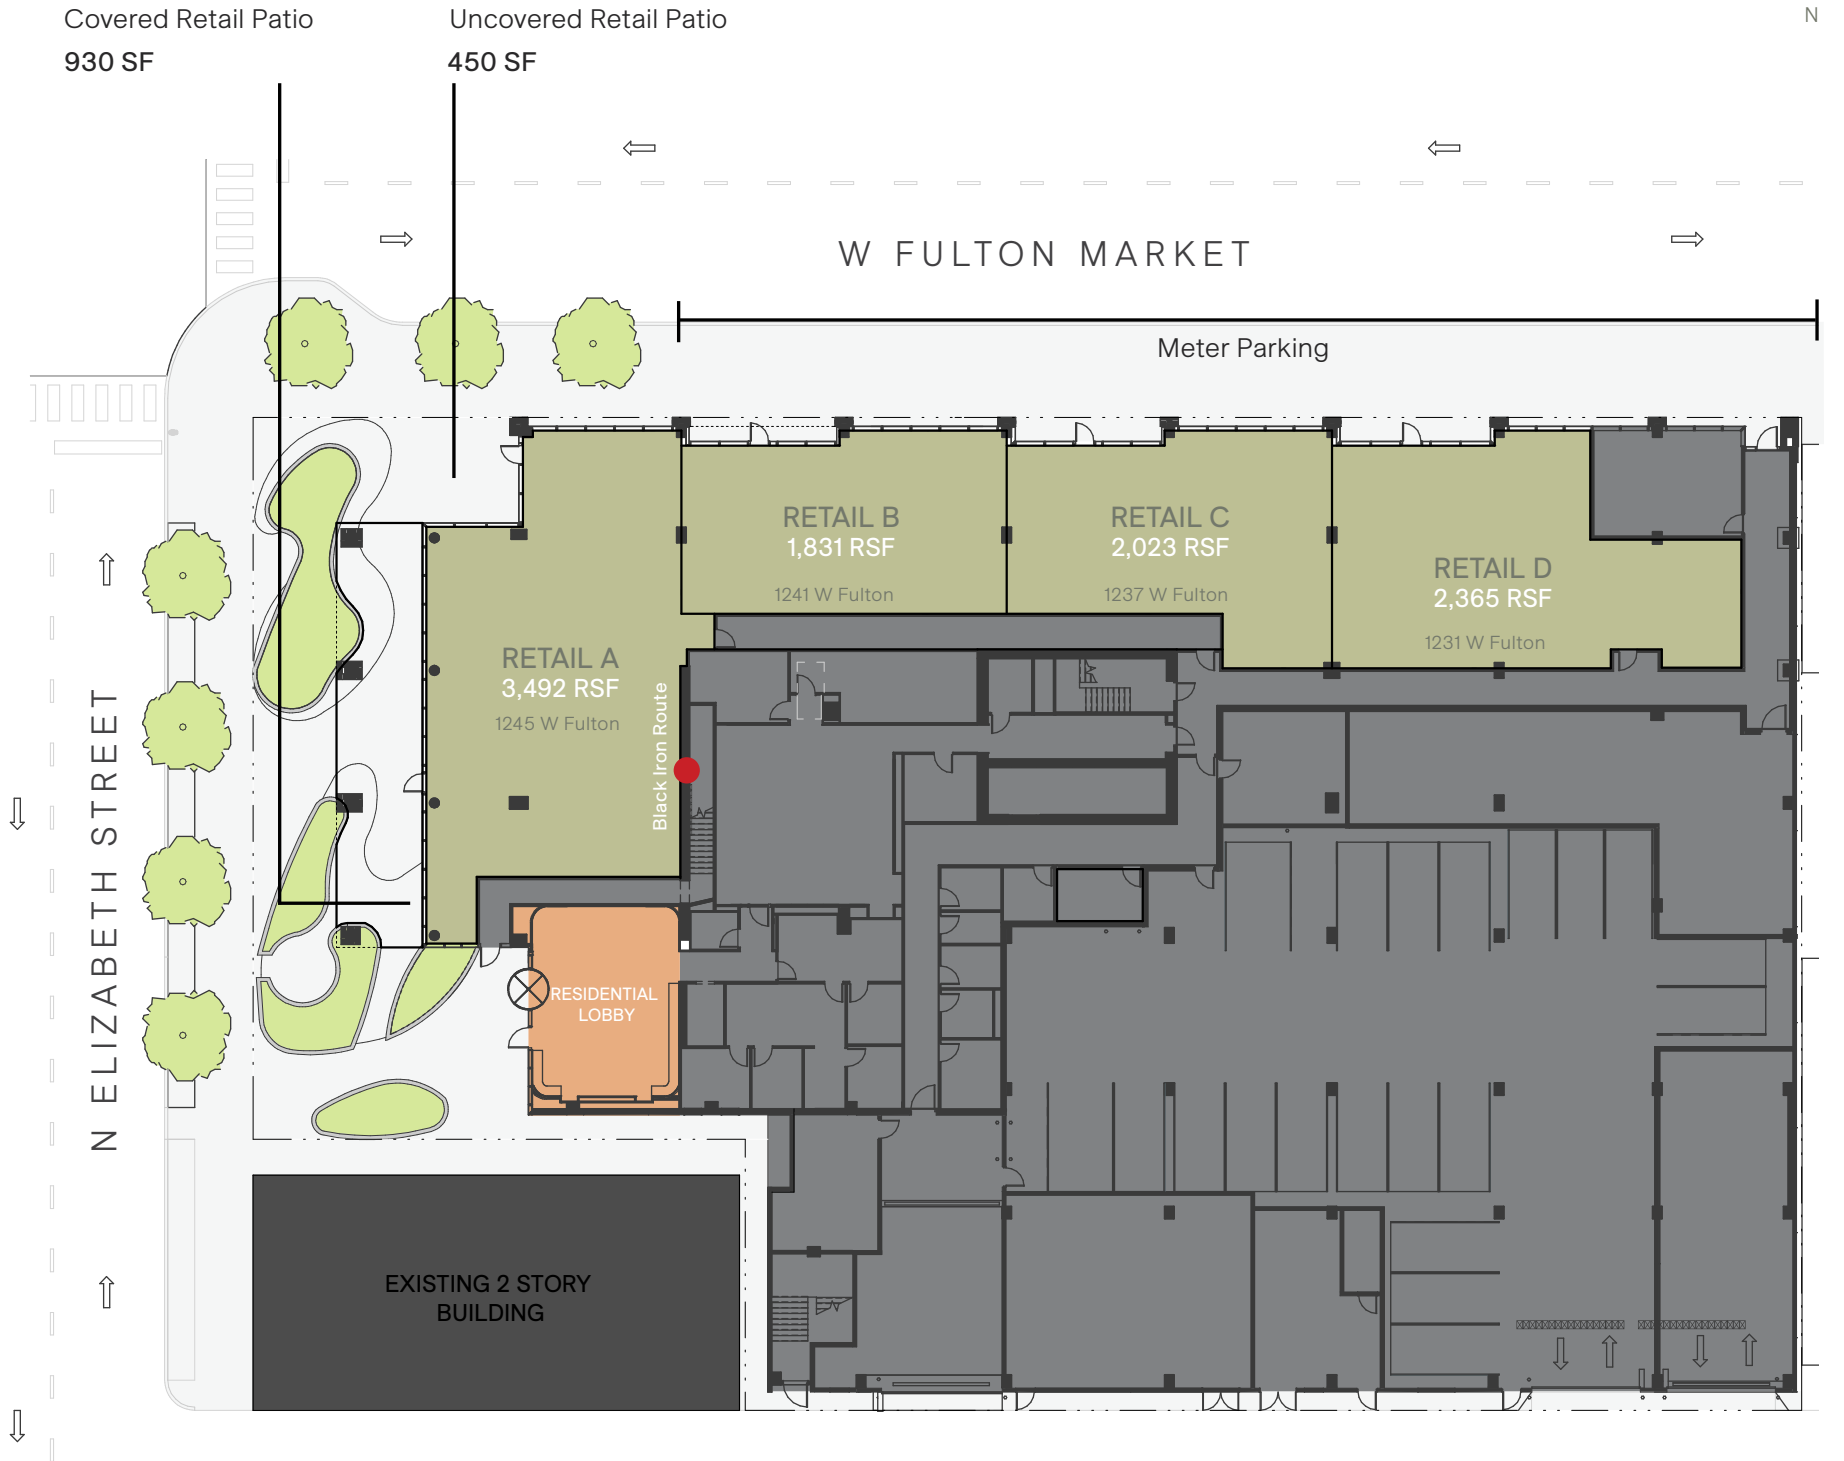 Covered Retail Patio
930 SF
Uncovered Retail Patio
450 SF
N
W FULTON MARKET
Meter Parking
RETAIL A
3,492 RSF
1245 W Fulton
Black Iron Route
RETAIL B
1,831 RSF
1241 W Fulton
RETAIL C
2,023 RSF
1237 W Fulton
RETAIL D
2,365 RSF
1231 W Fulton
N ELIZABETH STREET
RESIDENTIAL
LOBBY
EXISTING 2 STORY
BUILDING